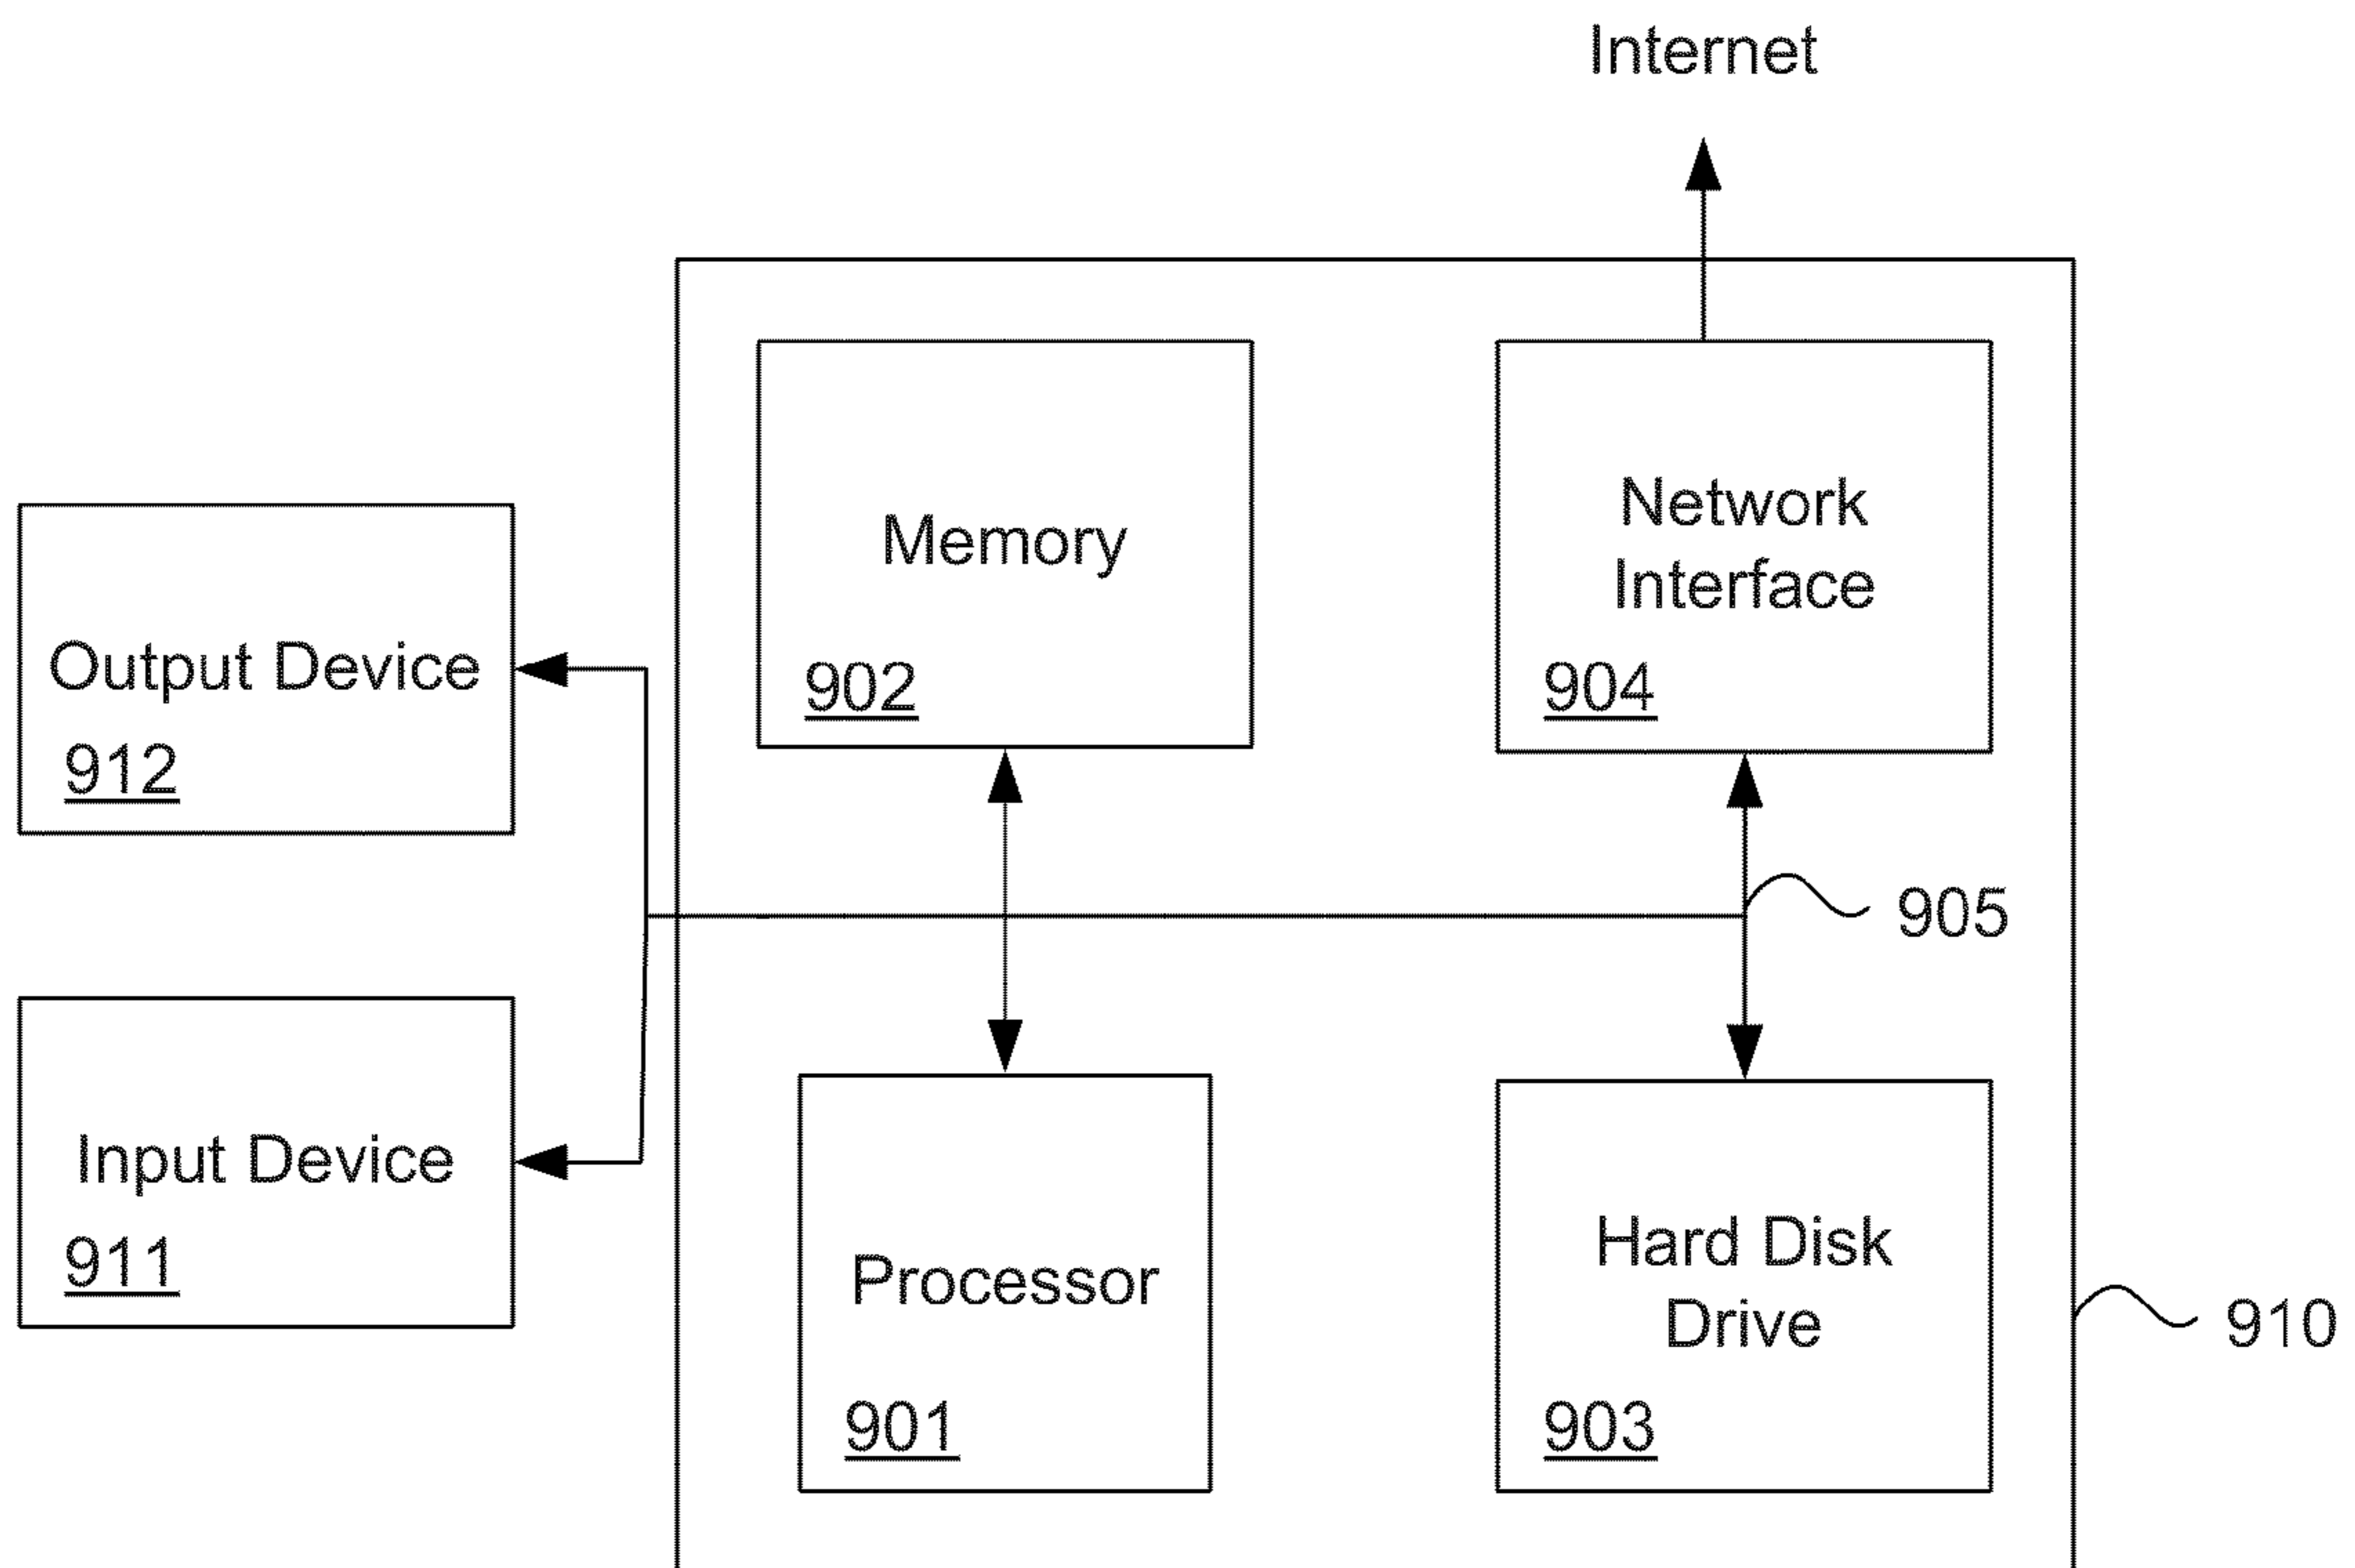 Internet
Memory
902
Network
Interface
904
Output Device
912
905
Input Device
911
Processor
901
Hard Disk
Drive
903
910